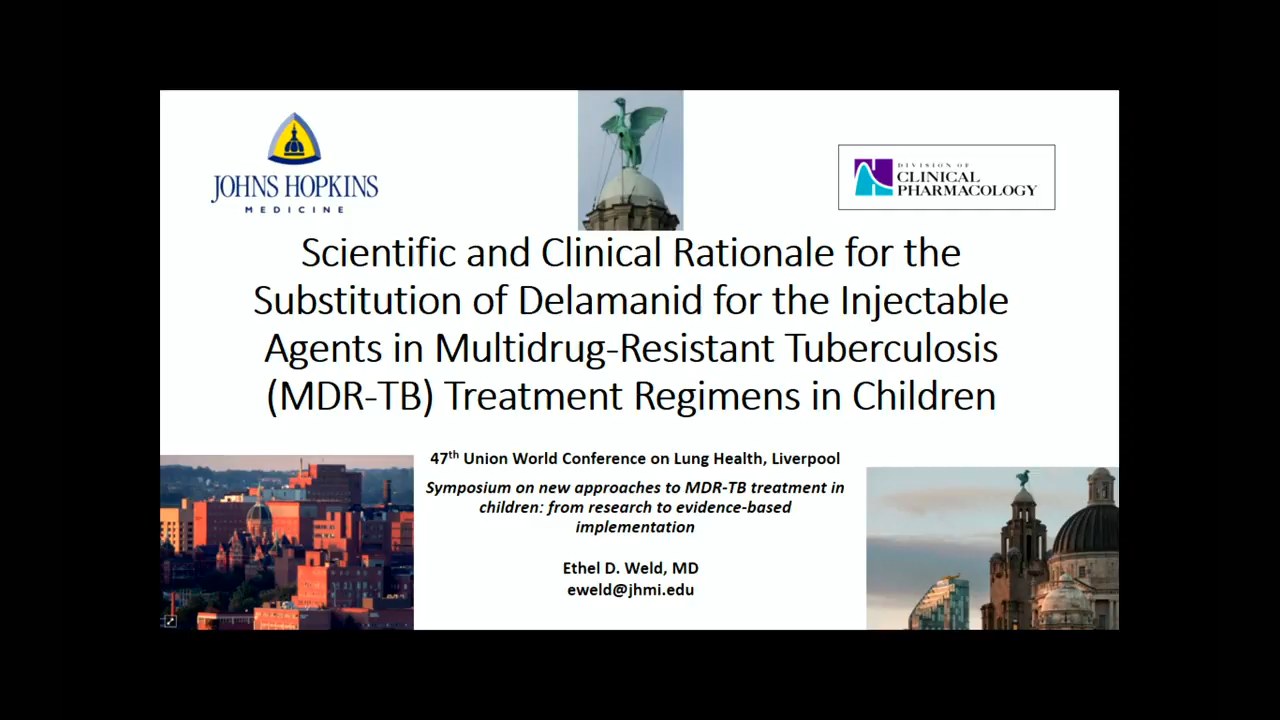 JOHNS HOPKINS
MEDICINE
DIVISION OF
CLINICAL
PHARMACOLOGY
Scientific and Clinical Rationale for the
Substitution of Delamanid for the Injectable
Agents in Multidrug-Resistant Tuberculosis
(MDR-TB) Treatment Regimens in Children
47th Union World Conference on Lung Health, Liverpool
Symposium on new approaches to MDR-TB treatment in
children: from research to evidence-based
implementation
Ethel D. Weld, MD
eweld@jhmi.edu